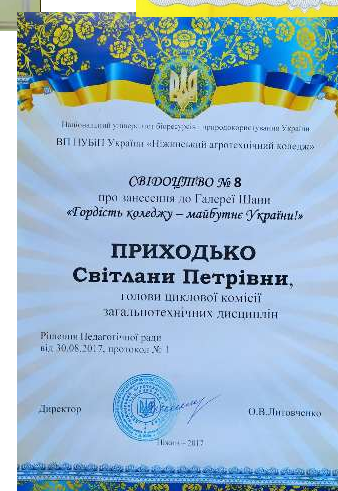 Національний університет біоресурсів і природокористування України
ВП НУБіП України «Ніжинський агротехнічний коледж»
СВІДОЦТВО № 8
про занесення до Галереї Шани
«Гордість коледжу – майбутнє України!»
ПРИХОДЬКО
Світлани Петрівни,
голови циклової комісії
загальнотехнічних дисциплін
Рішення Педагогічної ради
від 30.08.2017, протокол № 1
Директор
О.В.Литовченко
Ніжин – 2017